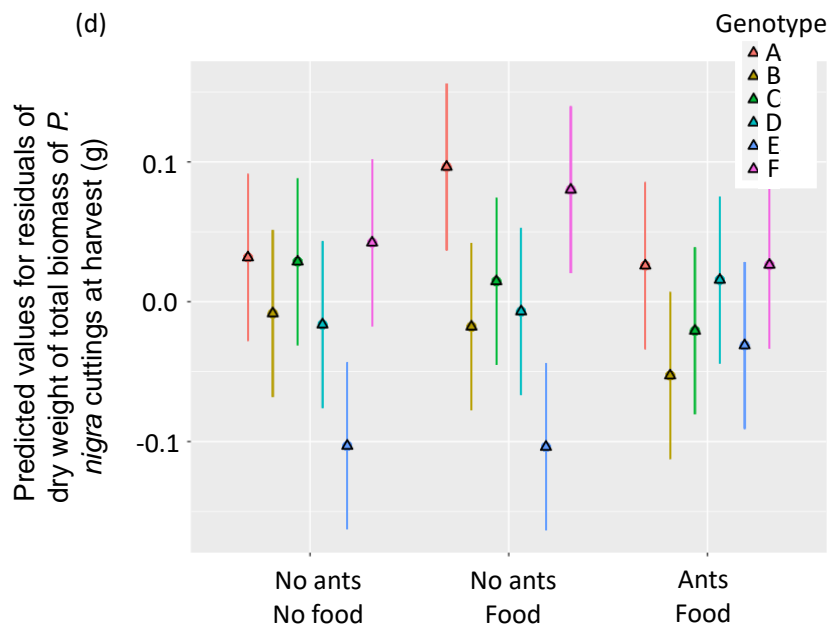 (d)
Genotype
A
B
C
D
E
F
Predicted values for residuals of
dry weight of total biomass of P.
nigra cuttings at harvest (g)
0.1
0.0
-0.1
No ants
No food
No ants
Food
Ants
Food